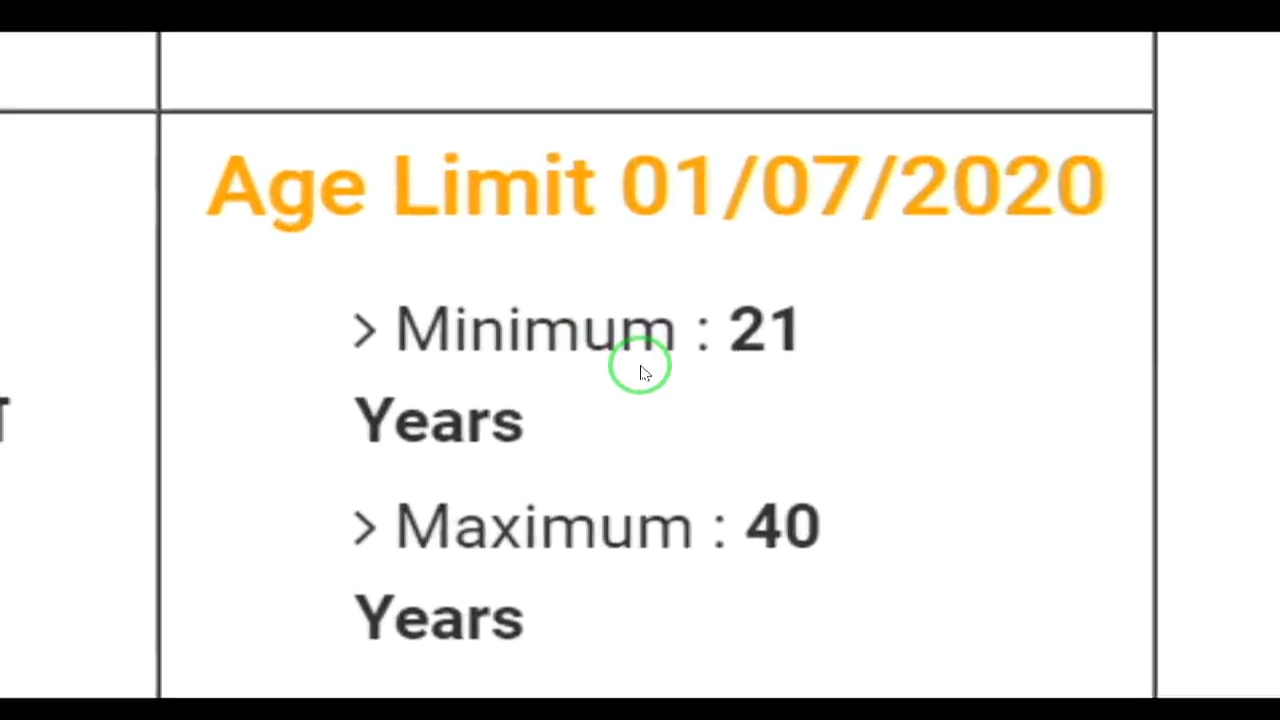 Age Limit 01/07/2020
> Minimum : 21
Years
> Maximum : 40
Years